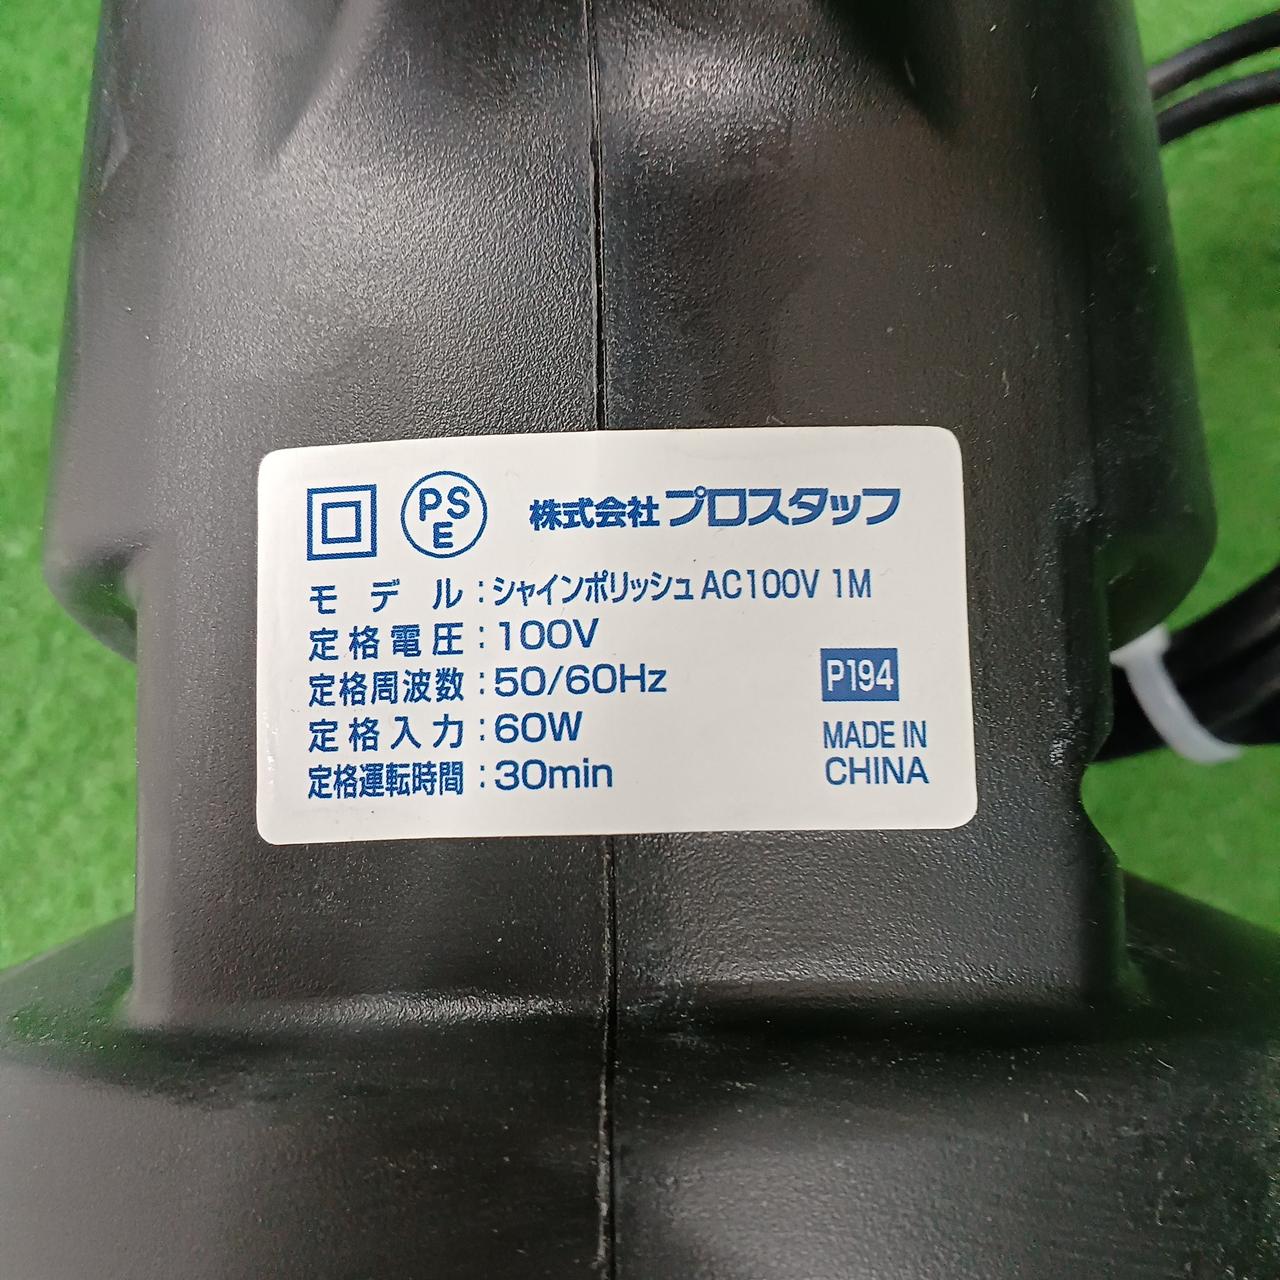 PSE 株式会社プロスタッフ
モデル:シャインポリッシュAC100V 1M
定格電圧:100V
定格周波数:50/60Hz
定格入力:60W
定格運転時間:30min
P194
MADE IN
CHINA